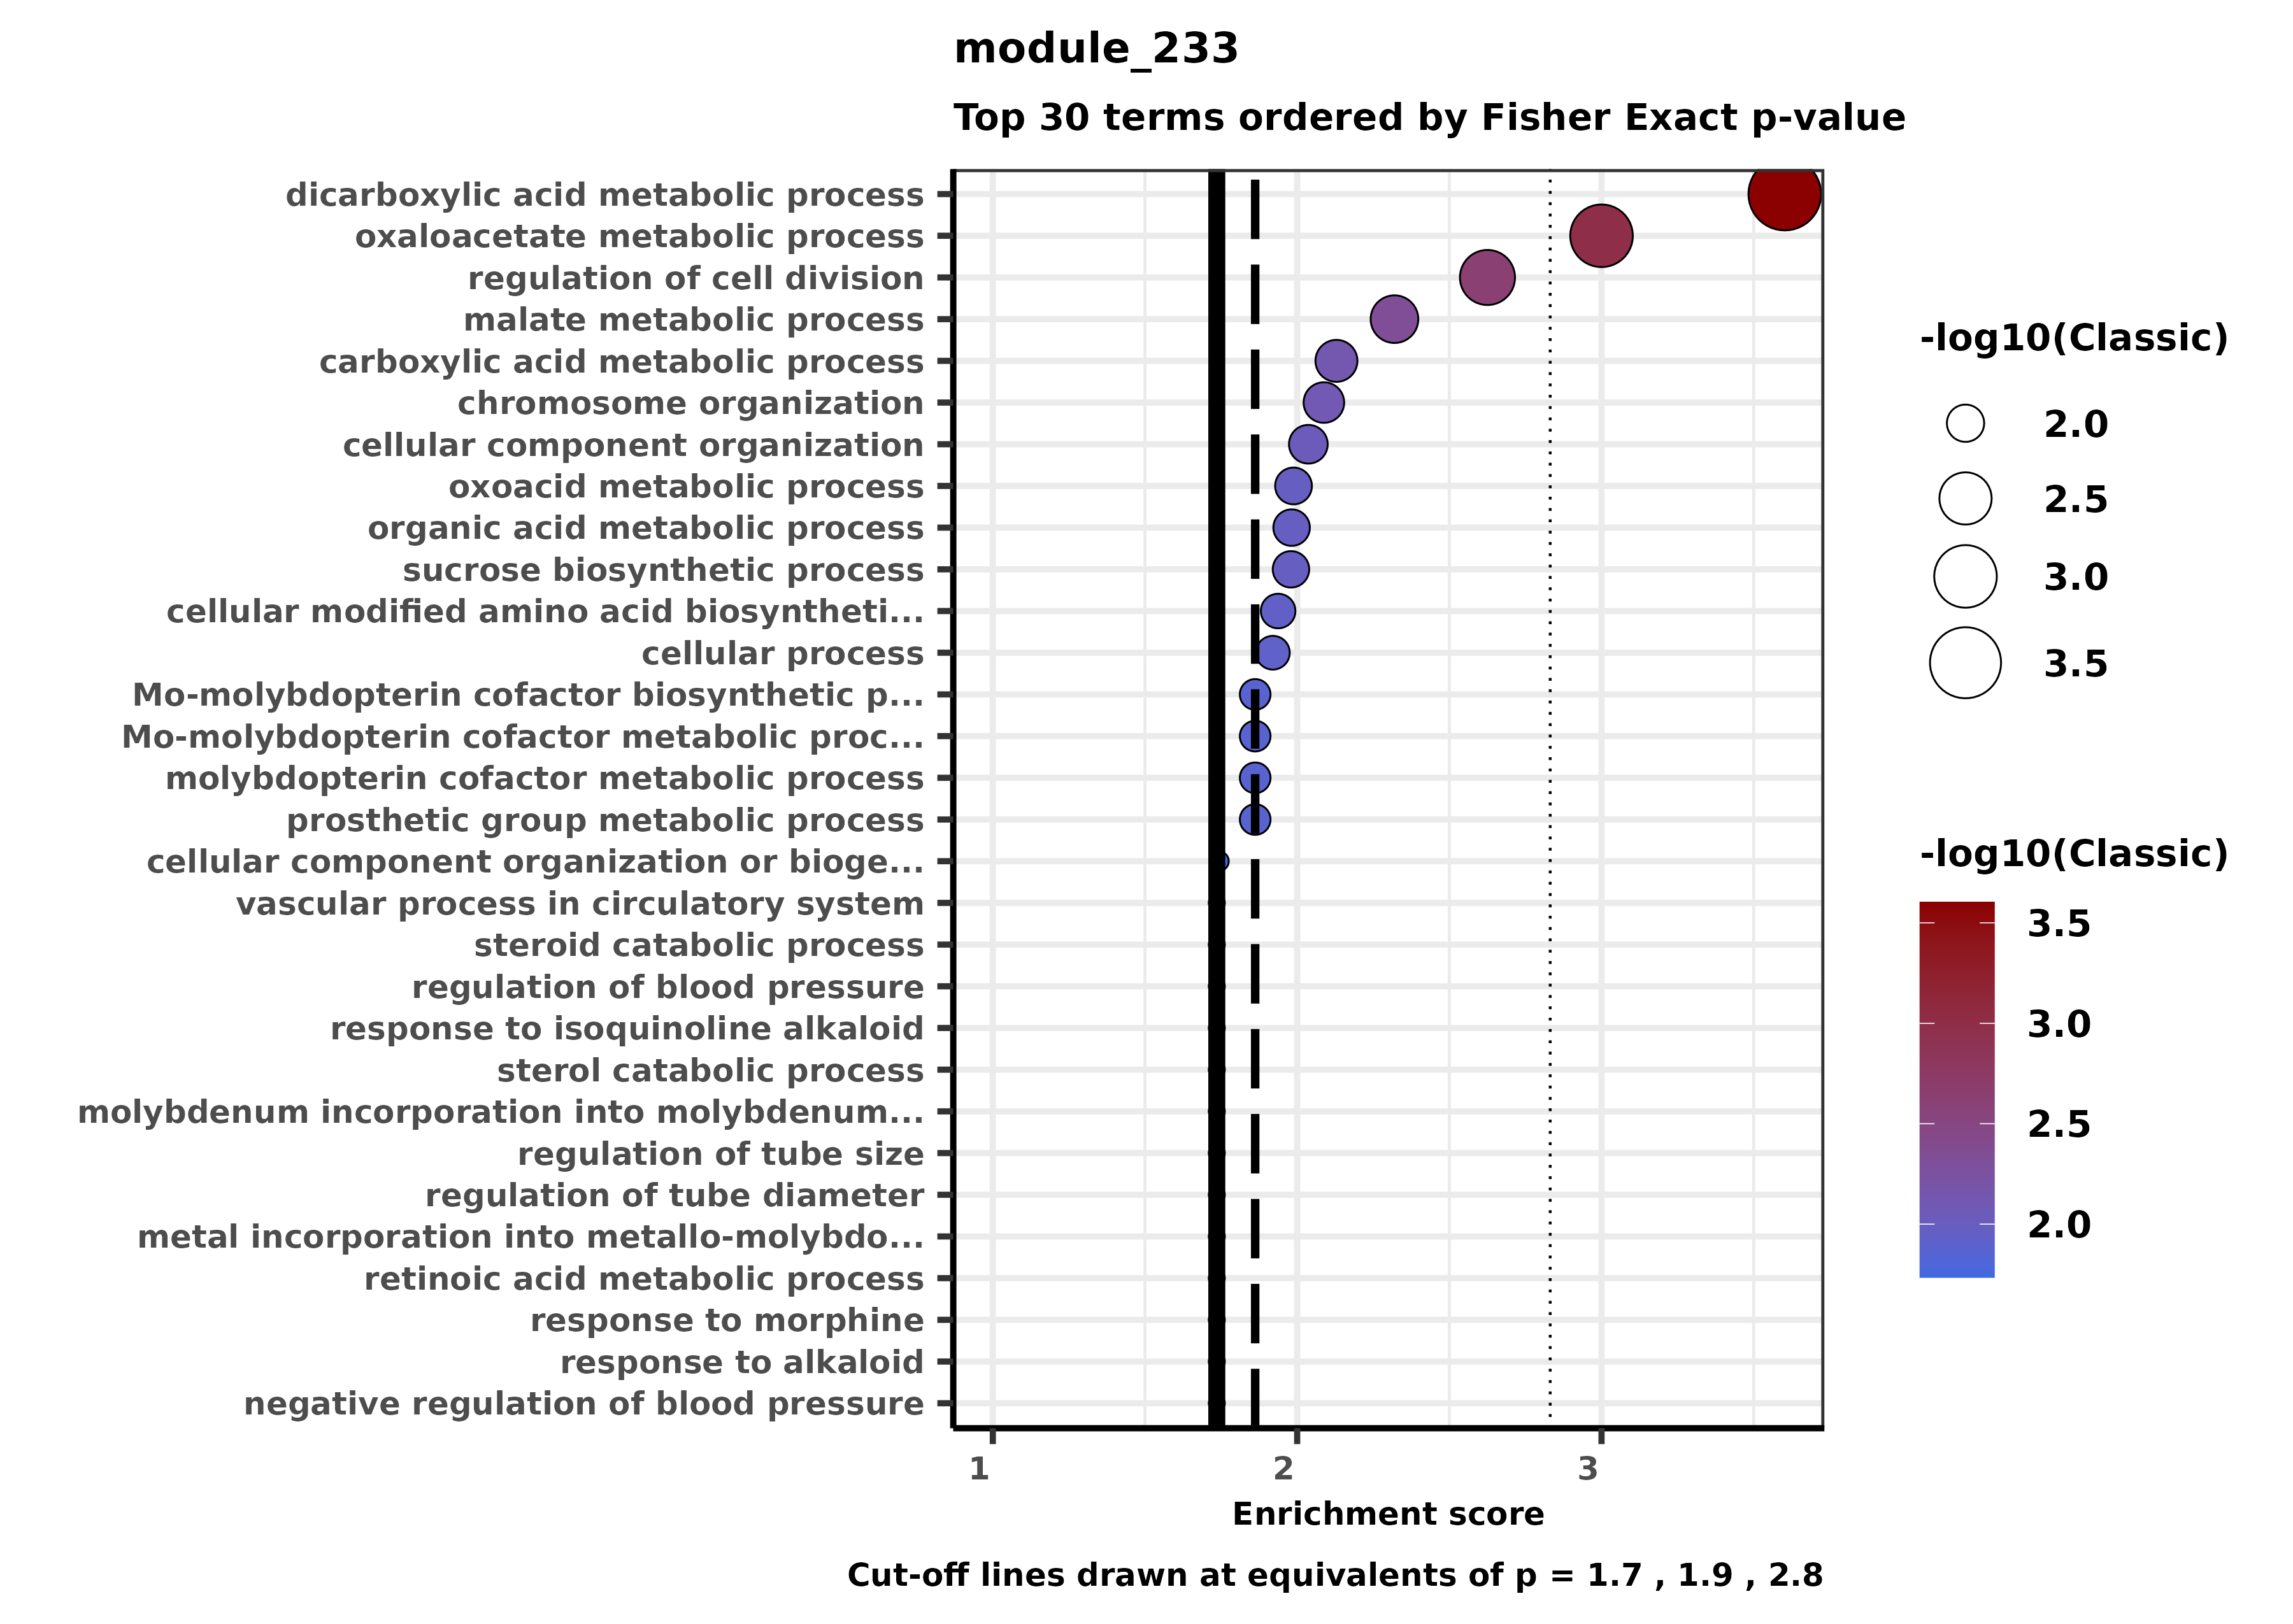 module_233
Top 30 terms ordered by Fisher Exact p-value
dicarboxylic acid metabolic process
oxaloacetate metabolic process
regulation of cell division
malate metabolic process
carboxylic acid metabolic process
chromosome organization
cellular component organization
oxoacid metabolic process
organic acid metabolic process
sucrose biosynthetic process
cellular modified amino acid biosyntheti...
cellular process
Mo-molybdopterin cofactor biosynthetic p...
Mo-molybdopterin cofactor metabolic proc...
molybdopterin cofactor metabolic process
prosthetic group metabolic process
cellular component organization or bioge...
vascular process in circulatory system
steroid catabolic process
regulation of blood pressure
response to isoquinoline alkaloid
sterol catabolic process
molybdenum incorporation into molybdenum...
regulation of tube size
regulation of tube diameter
metal incorporation into metallo-molybdo...
retinoic acid metabolic process
response to morphine
response to alkaloid
negative regulation of blood pressure
1 2 3
Enrichment score
Cut-off lines drawn at equivalents of p = 1.7 , 1.9 , 2.8
-log10(Classic)
2.0
2.5
3.0
3.5
-log10(Classic)
3.5
3.0
2.5
2.0